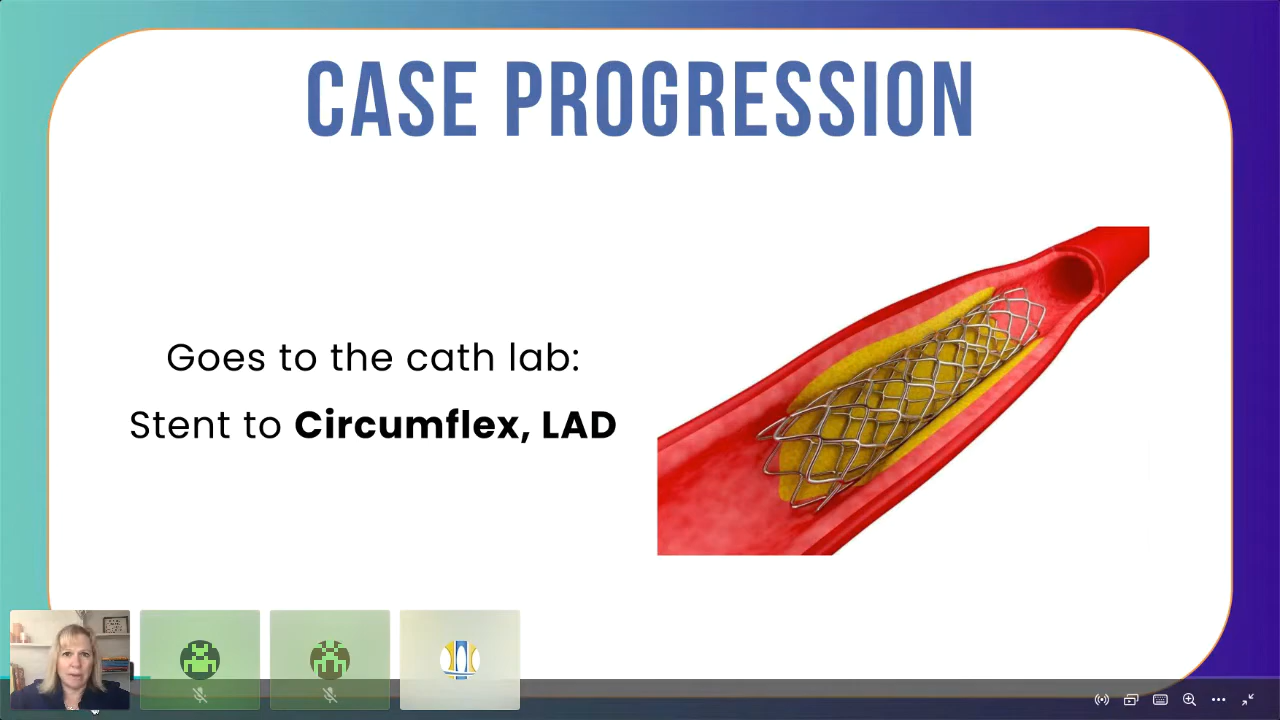 CASE PROGRESSION
Goes to the cath lab:
Stent to Circumflex, LAD